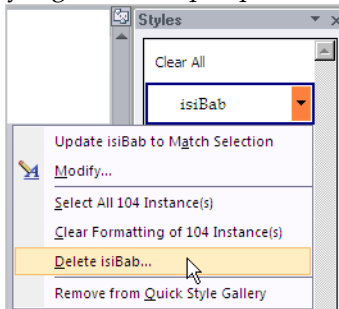 Styles
Clear All
isiBab
Update isiBab to Match Selection
Modify...
Select All 104 Instance(s)
Clear Formatting of 104 Instance(s)
Delete isiBab...
Remove from Quick Style Gallery